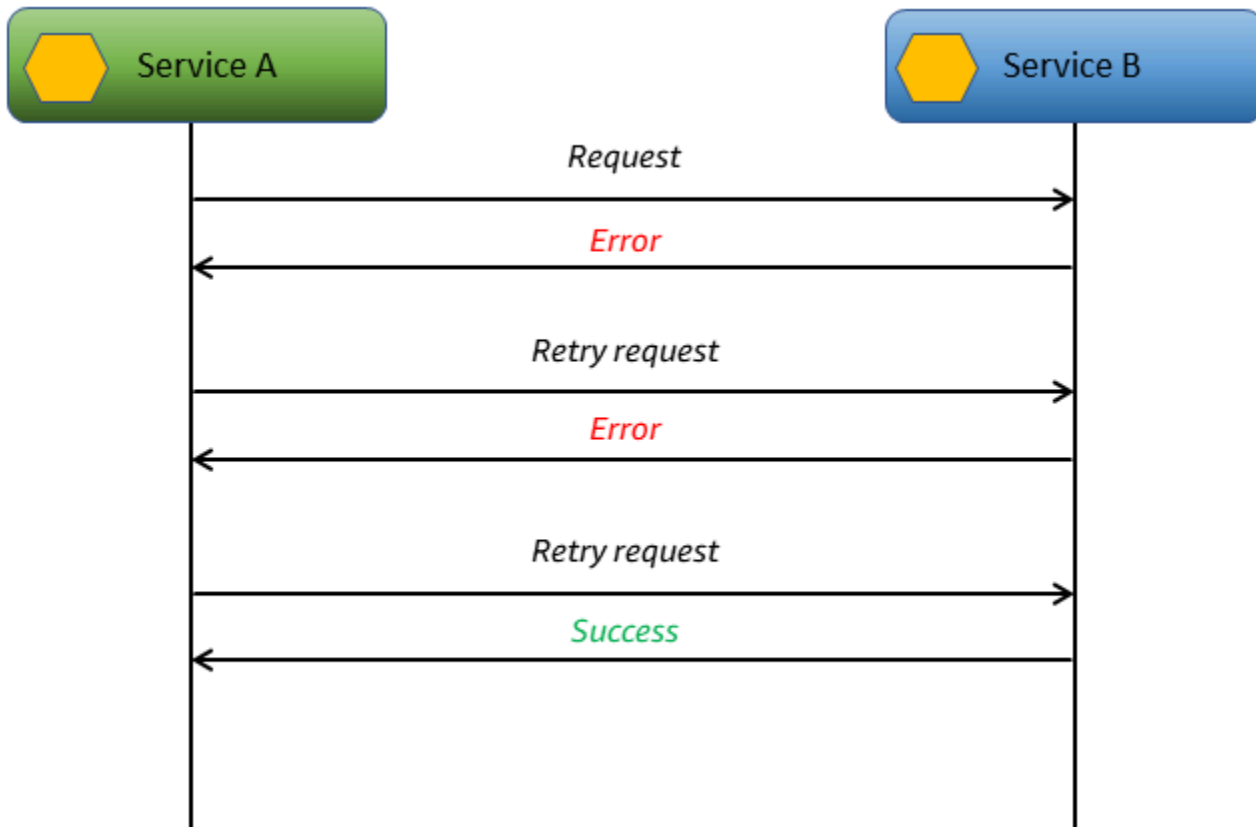 Service A
Service B
Request
Error
Retry request
Error
Retry request
Success